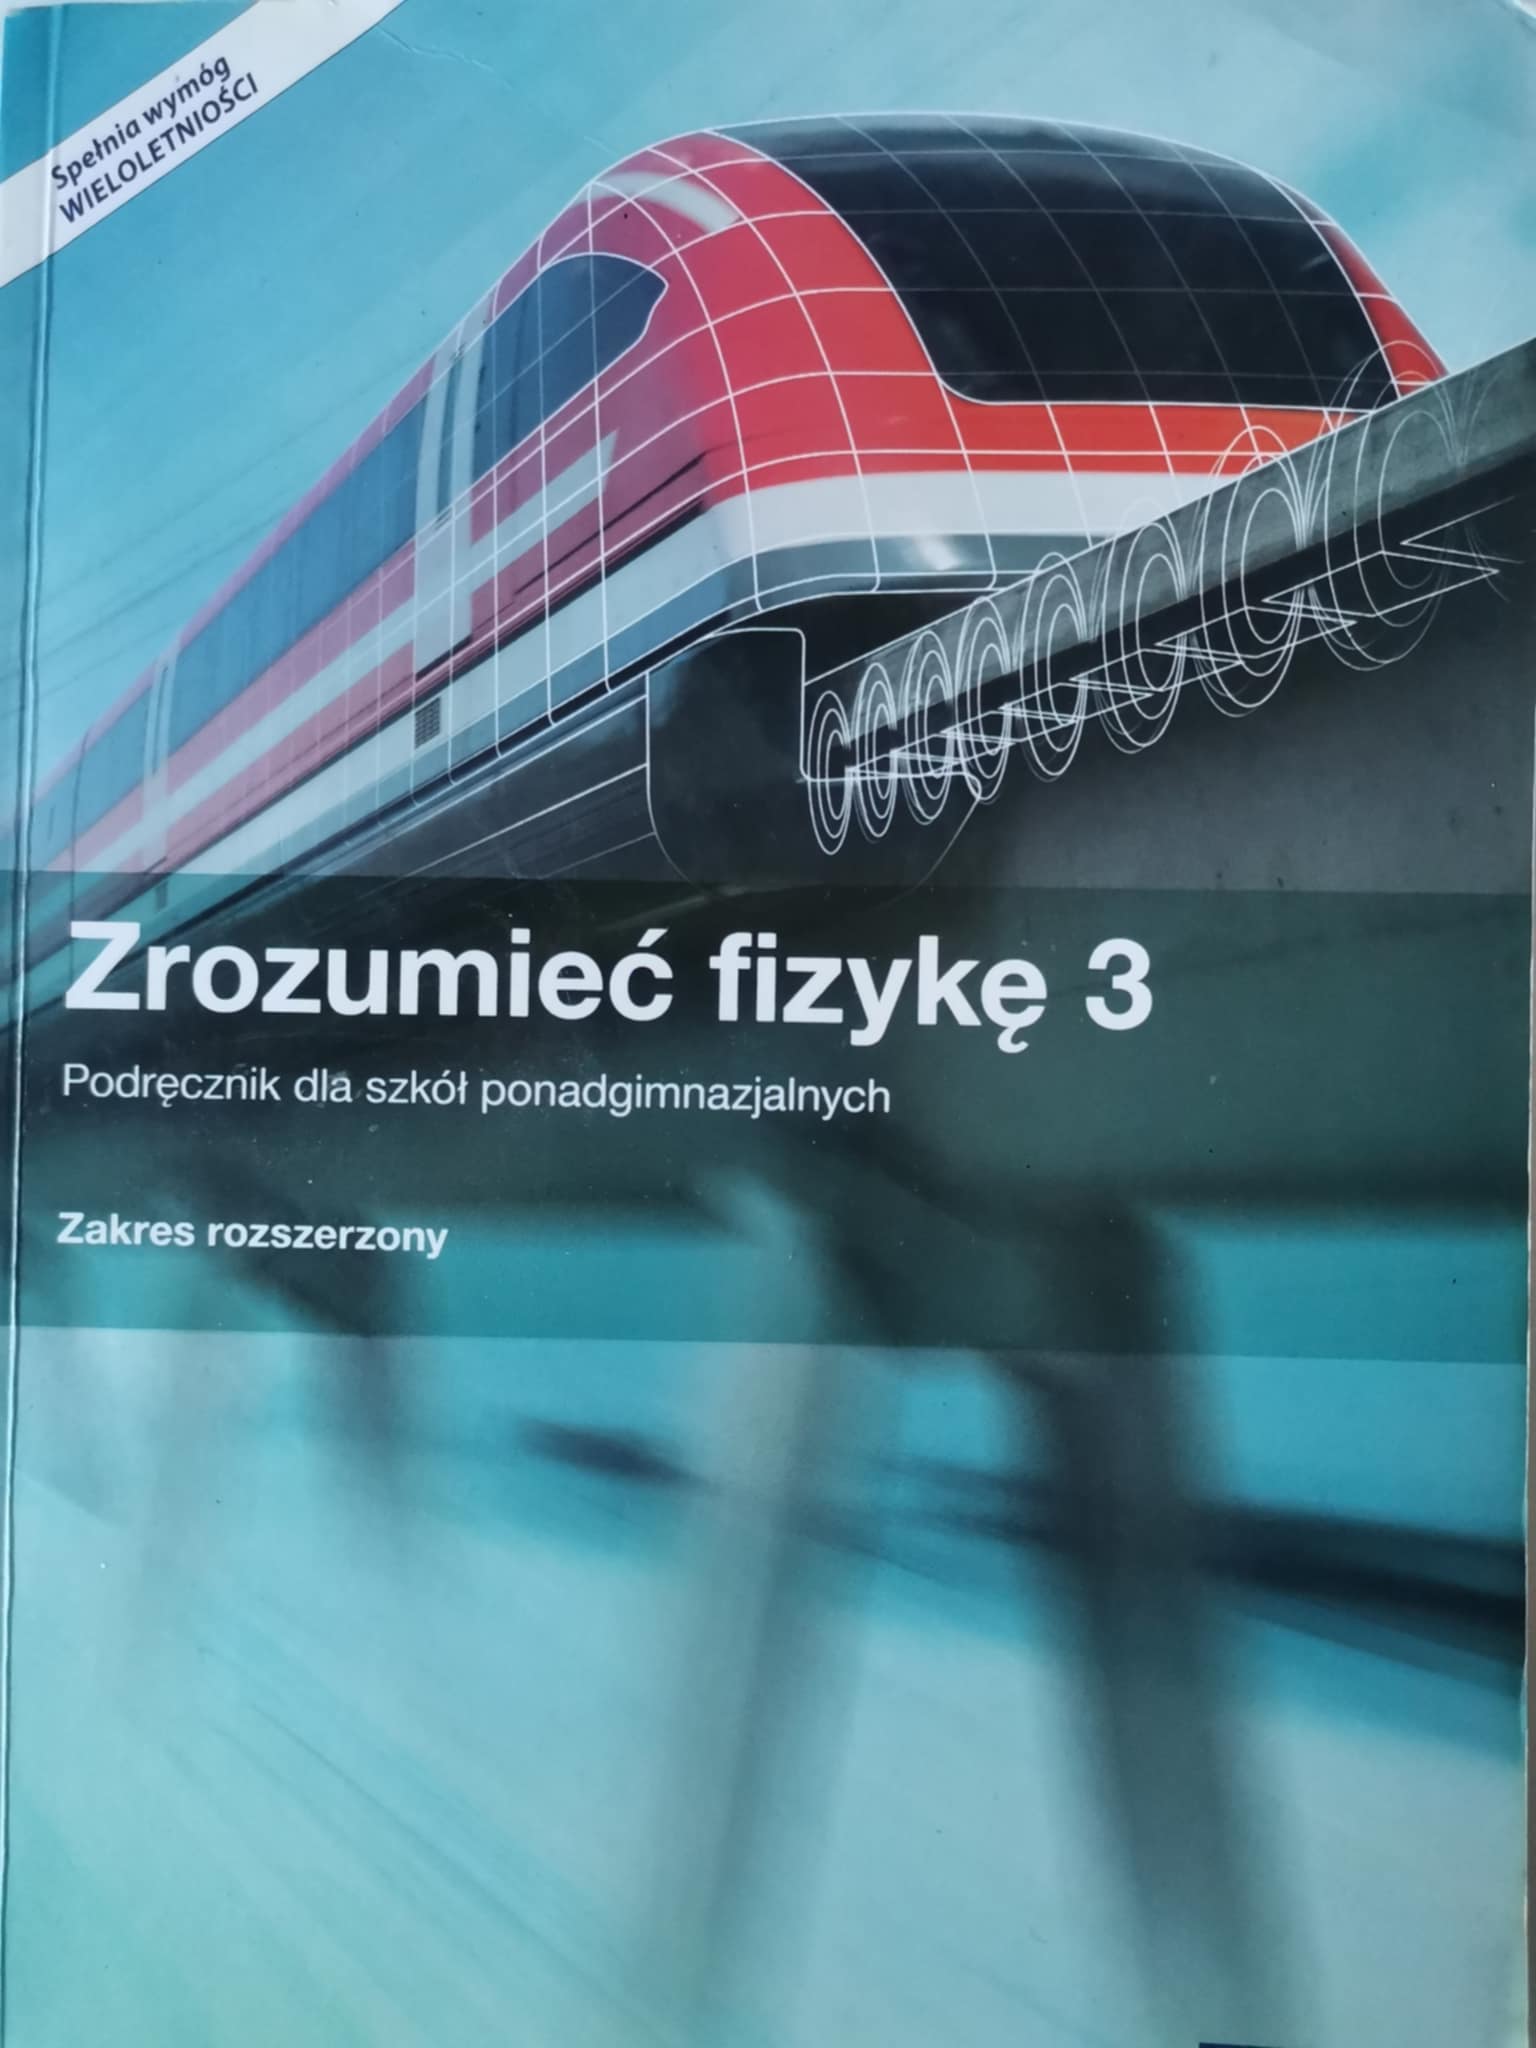 Spełnia wymóg
WIELOLETNIOŚCI
Zrozumieć fizykę 3
Podręcznik dla szkół ponadgimnazjalnych
Zakres rozszerzony